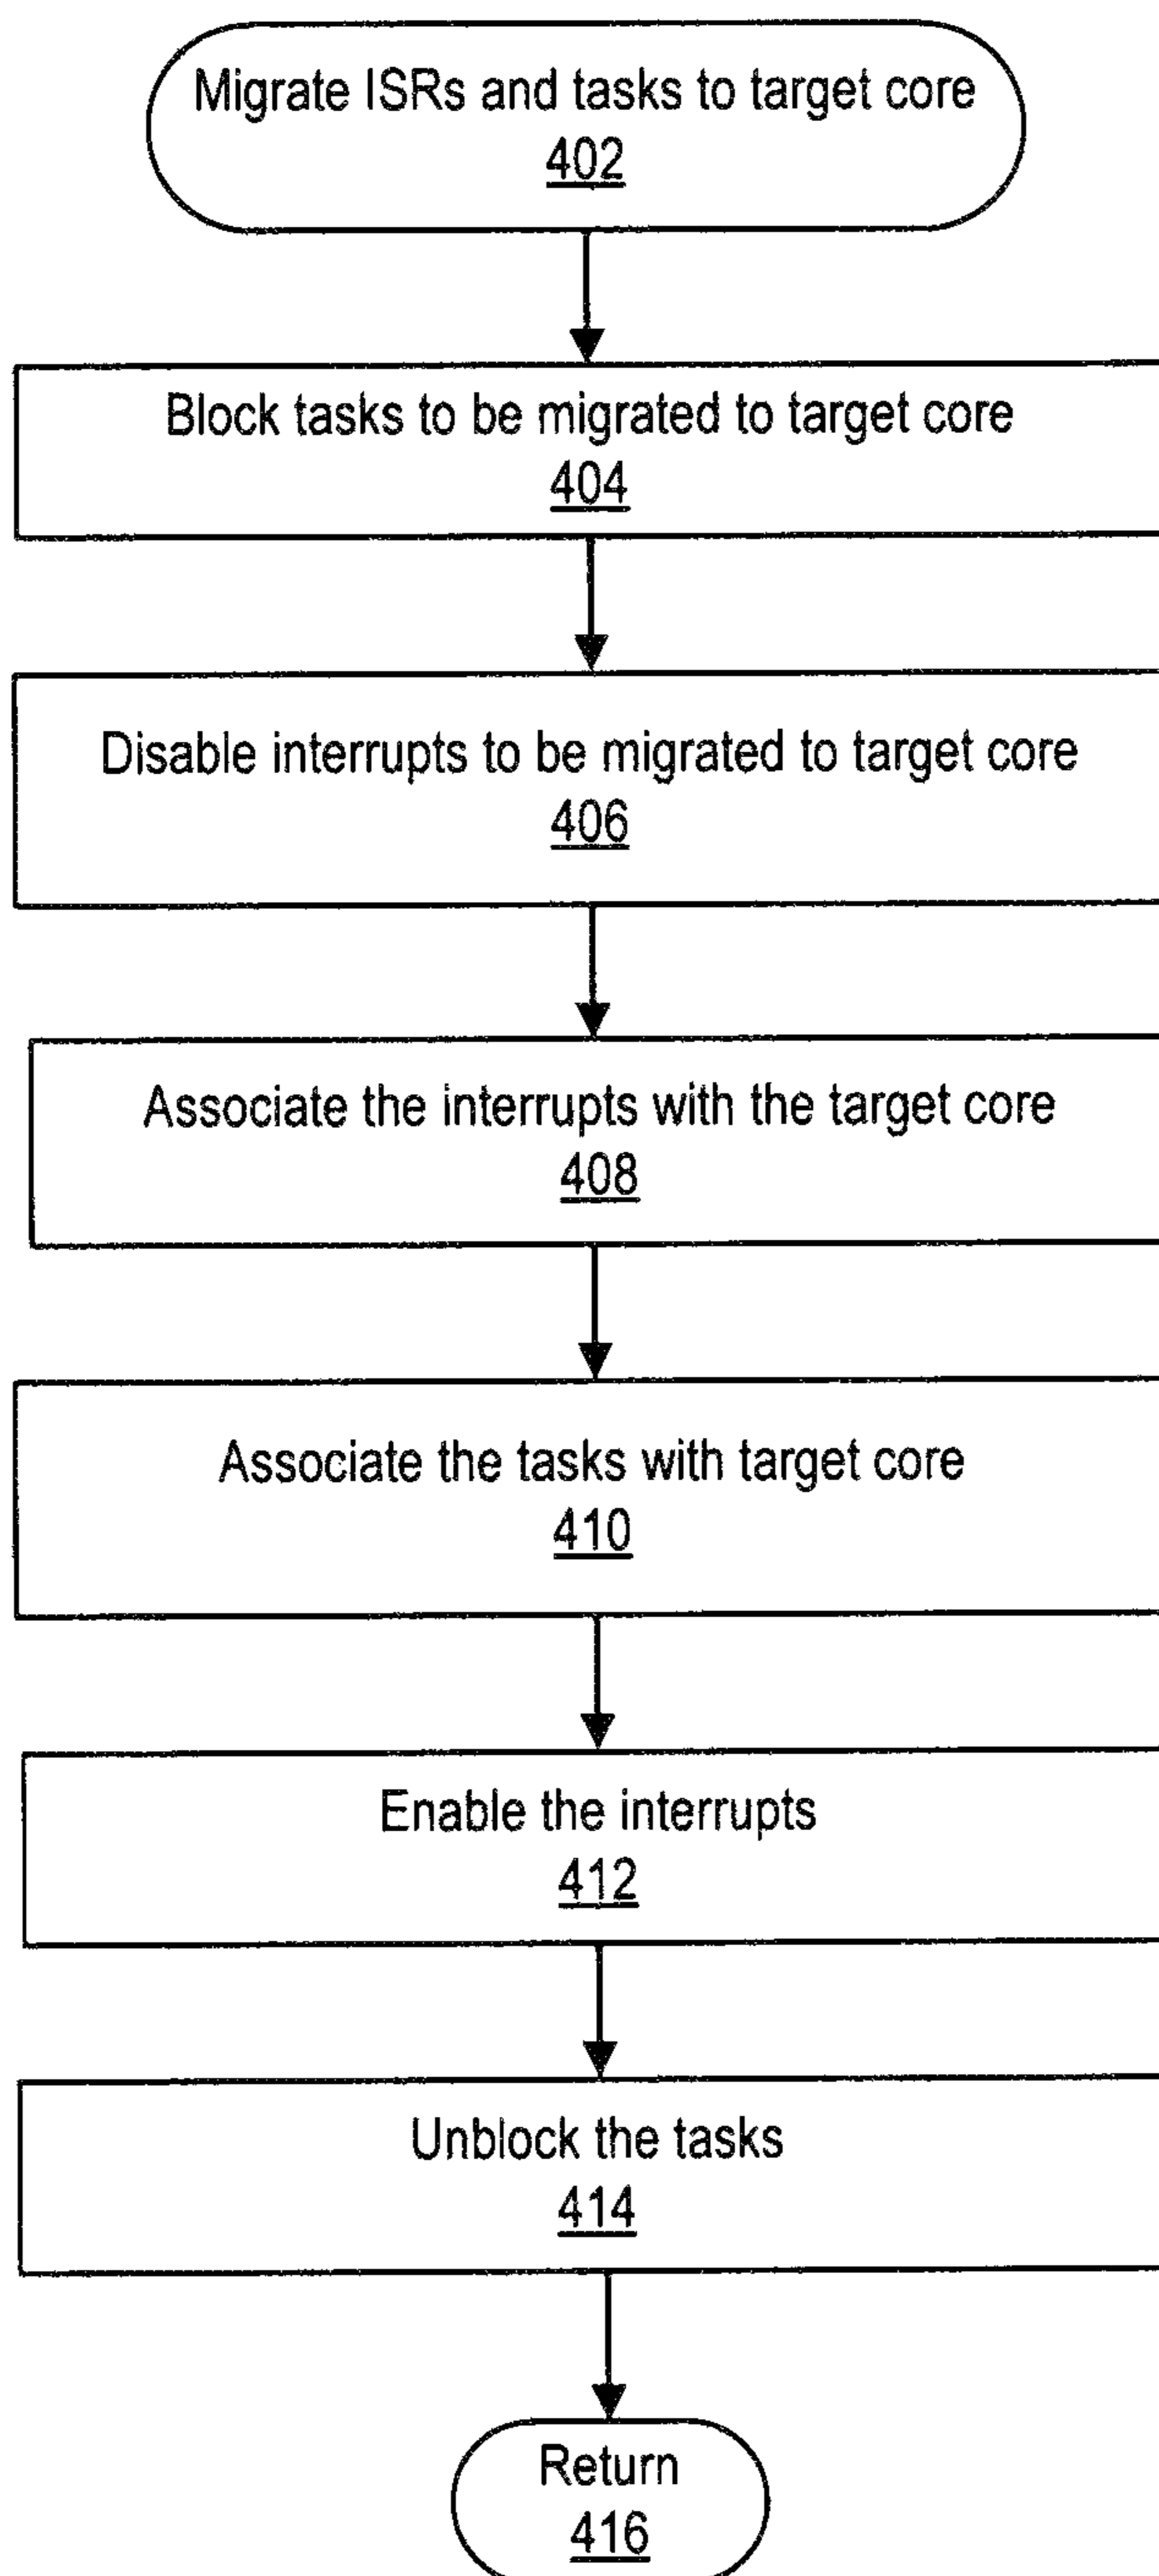 Migrate ISRs and tasks to target core
402
Block tasks to be migrated to target core
404
Disable interrupts to be migrated to target core
406
Associate the interrupts with the target core
408
Associate the tasks with target core
410
Enable the interrupts
412
Unblock the tasks
414
Return
416